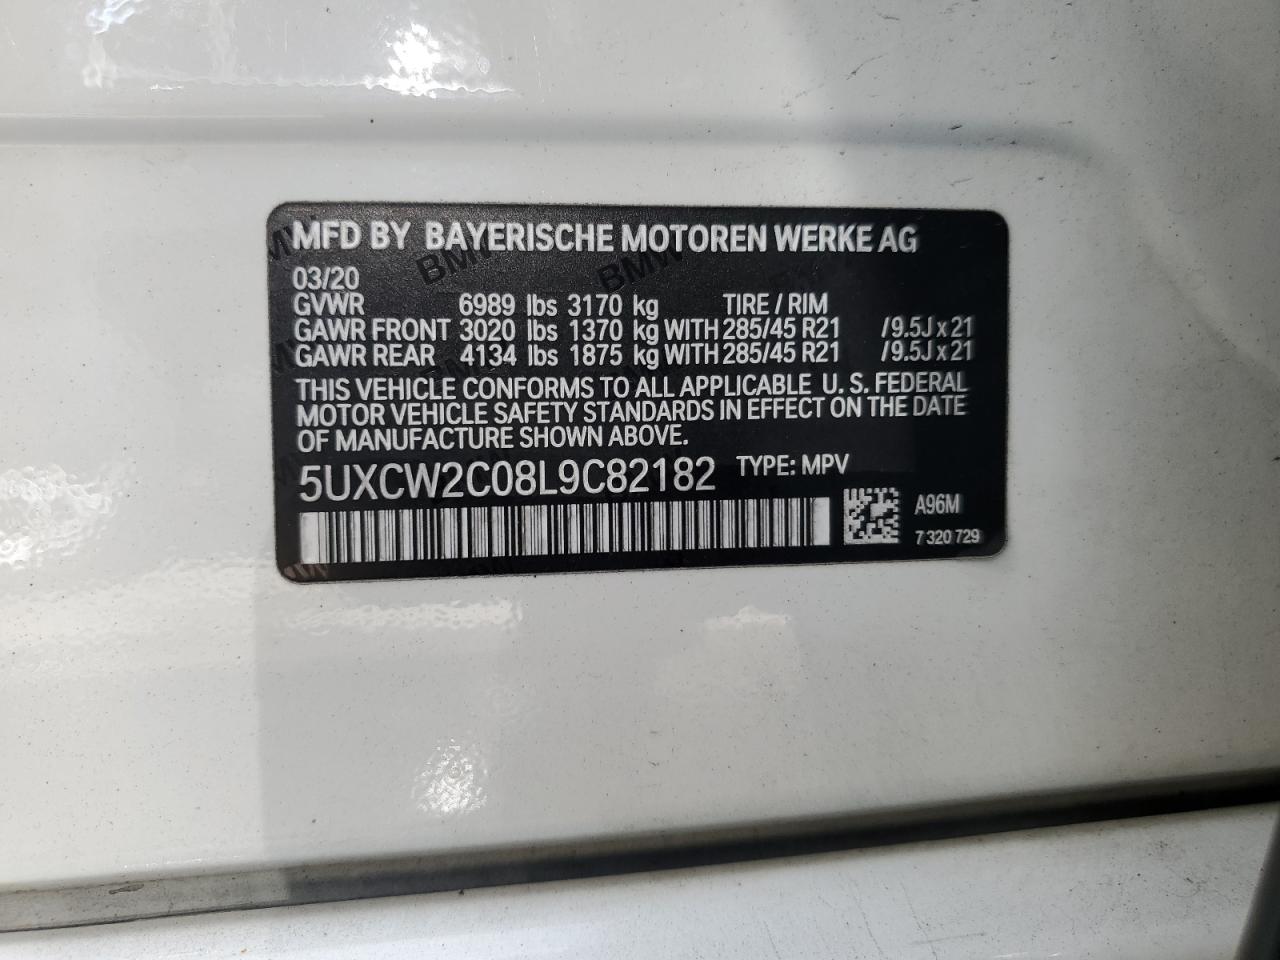 MFD BY BAYERISCHE MOTOREN WERKE AG
03/20
GVWR 6989 lbs 3170 kg TIRE / RIM
GAWR FRONT 3020 lbs 1370 kg WITH 285/45 R21 /9.5J x 21
GAWR REAR 4134 lbs 1875 kg WITH 285/45 R21 /9.5J x 21
THIS VEHICLE CONFORMS TO ALL APPLICABLE U. S. FEDERAL
MOTOR VEHICLE SAFETY STANDARDS IN EFFECT ON THE DATE
OF MANUFACTURE SHOWN ABOVE.
5UXCW2C08L9C82182 TYPE: MPV
A96M
7 320 729
BMW
BMW